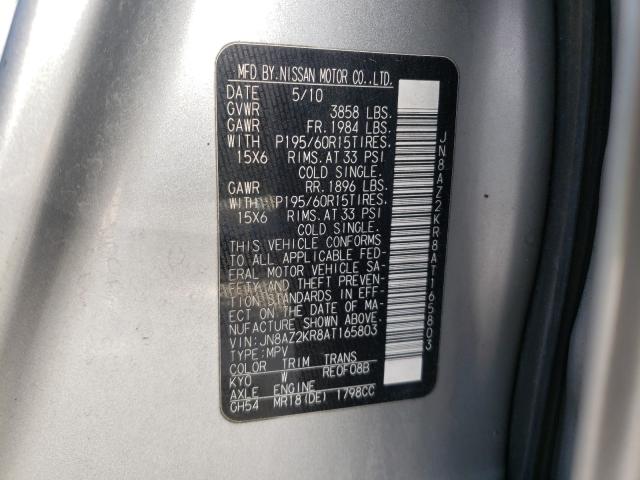 MFD BY.NISSAN MOTOR CO.,LTD.
DATE 5/10
GVWR 3858 LBS.
GAWR FR. 1984 LBS.
WITH P195/60R15TIRES.
15X6 RIMS. AT 33 PSI
COLD SINGLE.
GAWR RR. 1896 LBS.
WITH P195/60R15TIRES.
15X6 RIMS. AT 33 PSI
COLD SINGLE.
THIS VEHICLE CONFORMS
TO ALL APPLICABLE FED-
ERAL MOTOR VEHICLE SA-
FETY AND THEFT PREVEN-
TION STANDARDS IN EFF-
ECT ON THE DATE OF MA-
NUFACTURE SHOWN ABOVE.
VIN:JN8AZ2KR8AT165803
TYPE:MPV
COLOR TRIM TRANS
KY0 W RE0F08B
AXLE ENGINE
GH54 MR18(DE) 1798CC
JN8AZ2KR8AT165803